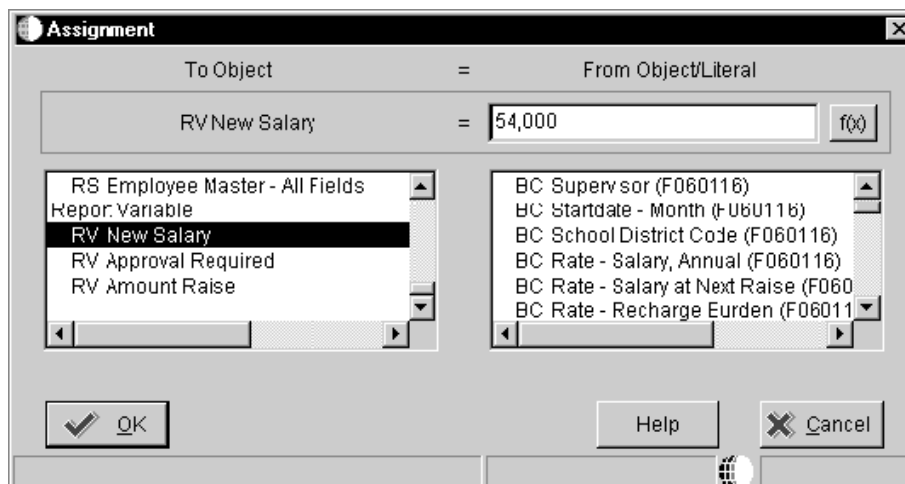 Assignment
To Object = From Object/Literal
RV New Salary = 54,000 f(x)
RS Employee Master - All Fields
Report Variable
RV New Salary
RV Approval Required
RV Amount Raise
BC Supervisor (F060116)
BC Startdate - Month (F060116)
BC School District Code (F060116)
BC Rate - Salary, Annual (F060116)
BC Rate - Salary at Next Raise (F060
BC Rate - Recharge Eurden (F06011
OK Help Cancel